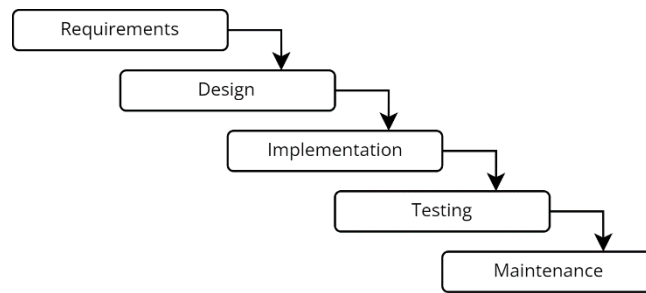 Requirements
Design
Implementation
Testing
Maintenance